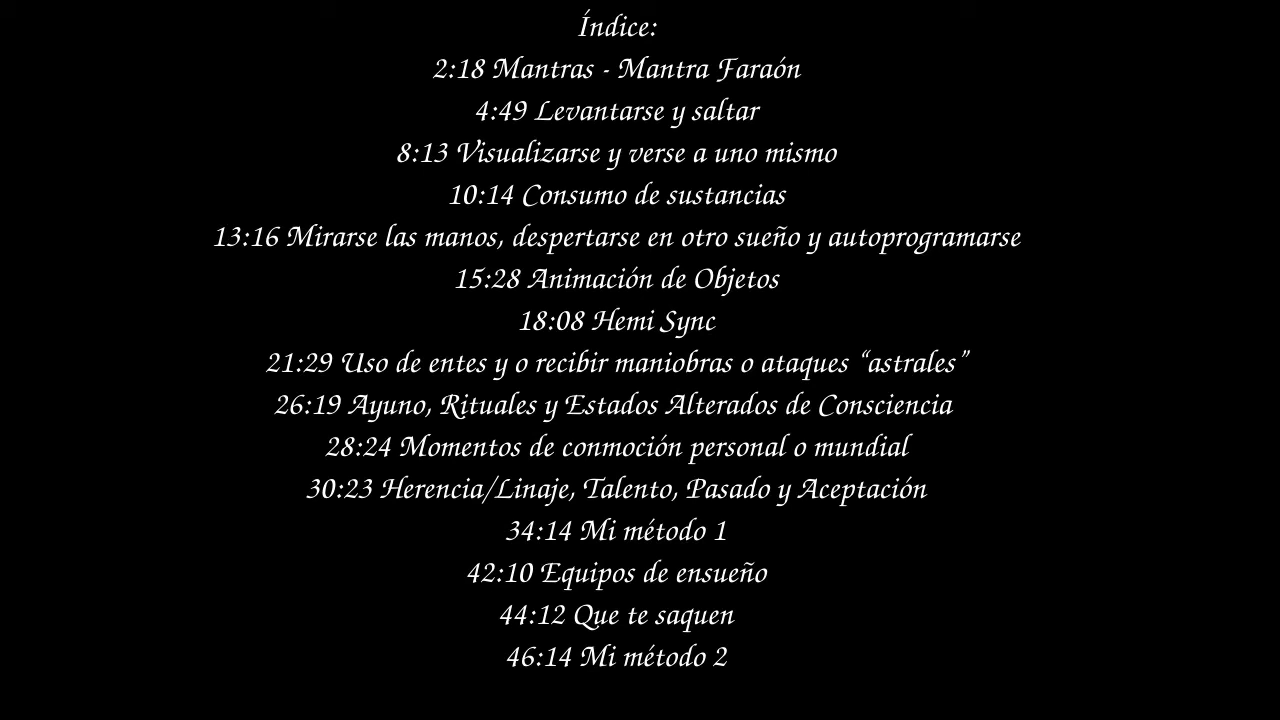 Índice:
2:18 Mantras - Mantra Faraón
4:49 Levantarse y saltar
8:13 Visualizarse y verse a uno mismo
10:14 Consumo de sustancias
13:16 Mirarse las manos, despertarse en otro sueño y autoprogramarse
15:28 Animación de Objetos
18:08 Hemi Sync
21:29 Uso de entes y o recibir maniobras o ataques “astrales”
26:19 Ayuno, Rituales y Estados Alterados de Consciencia
28:24 Momentos de conmoción personal o mundial
30:23 Herencia/Linaje, Talento, Pasado y Aceptación
34:14 Mi método 1
42:10 Equipos de ensueño
44:12 Que te saquen
46:14 Mi método 2